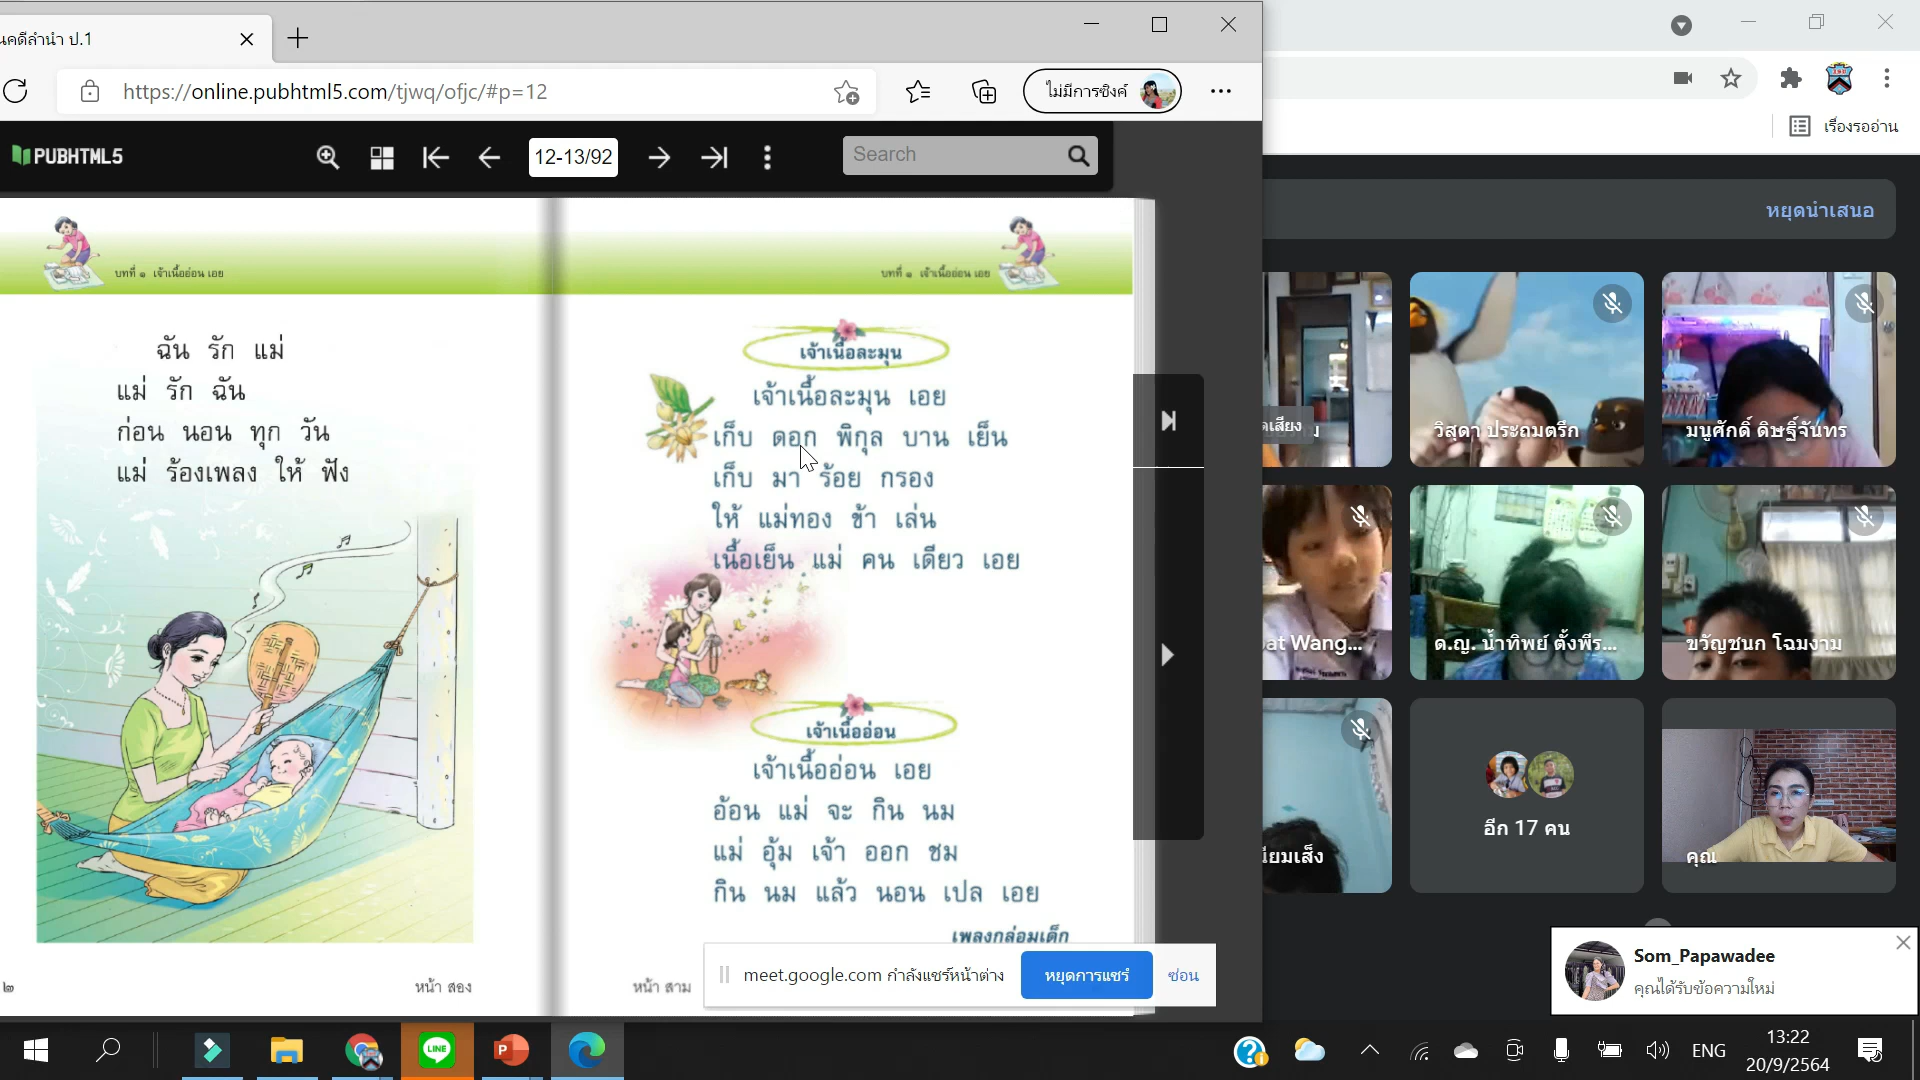 นคดีลำนำ ป.1
https://online.pubhtml5.com/tjwq/ofjc/#p=12
ไม่มีการซิงค์
เรื่องรออ่าน
PUBHTML5
12-13/92
Search
หยุดนำเสนอ
บทที่ ๑ เจ้าเนื้ออ่อน เอย
ฉัน รัก แม่
แม่ รัก ฉัน
ก่อน นอน ทุก วัน
แม่ ร้องเพลง ให้ ฟัง
๒
หน้า สอง
บทที่ ๑ เจ้าเนื้ออ่อน เอย
เจ้าเนื้อละมุน
เจ้าเนื้อละมุน เอย
เก็บ ดอก พิกุล บาน เย็น
เก็บ มา ร้อย กรอง
ให้ แม่ทอง ข้า เล่น
เนื้อเย็น แม่ คน เดียว เอย
เจ้าเนื้ออ่อน
เจ้าเนื้ออ่อน เอย
อ้อน แม่ จะ กิน นม
แม่ อุ้ม เจ้า ออก ชม
กิน นม แล้ว นอน เปล เอย
เพลงกล่อมเด็ก
หน้า สาม
meet.google.com กำลังแชร์หน้าต่าง
หยุดการแชร์
ซ่อน
วิสุดา ประถมตรีก
มนูศักดิ์ ดิษฐิ์จันทร
at Wang...
ด.ญ. น้ำทิพย์ ตั้งพีร...
ขวัญชนก โฉมงาม
นียมเส็ง
อีก 17 คน
คุณ
Som_Papawadee
คุณได้รับข้อความใหม่
LINE
P
ENG
13:22
20/9/2564